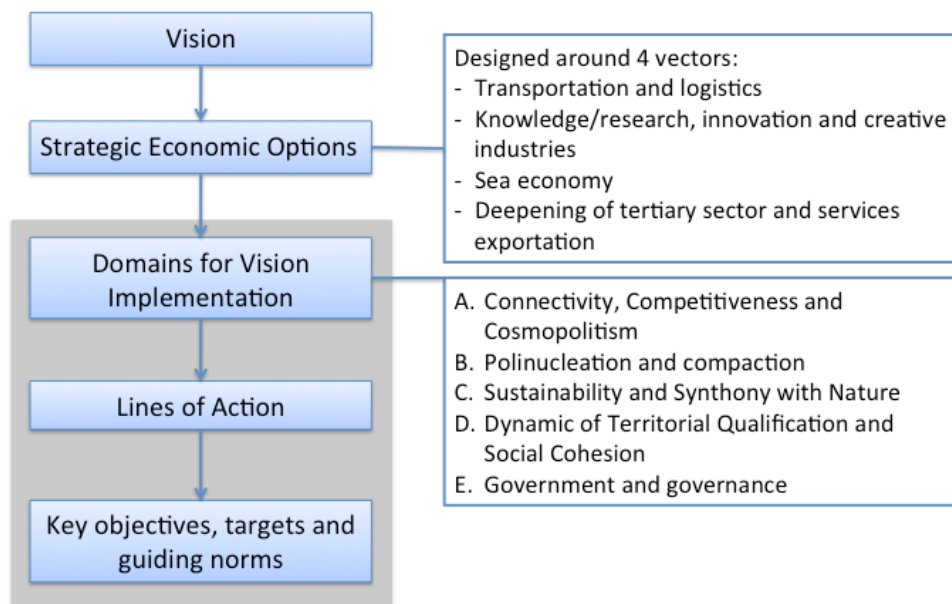 Vision
Designed around 4 vectors:
- Transportation and logistics
- Knowledge/research, innovation and creative
industries
- Sea economy
- Deepening of tertiary sector and services
exportation
Strategic Economic Options
Domains for Vision
Implementation
A. Connectivity, Competitiveness and
Cosmopolitism
B. Polinucleation and compaction
C. Sustainability and Synthony with Nature
D. Dynamic of Territorial Qualification and
Social Cohesion
E. Government and governance
Lines of Action
Key objectives, targets and
guiding norms